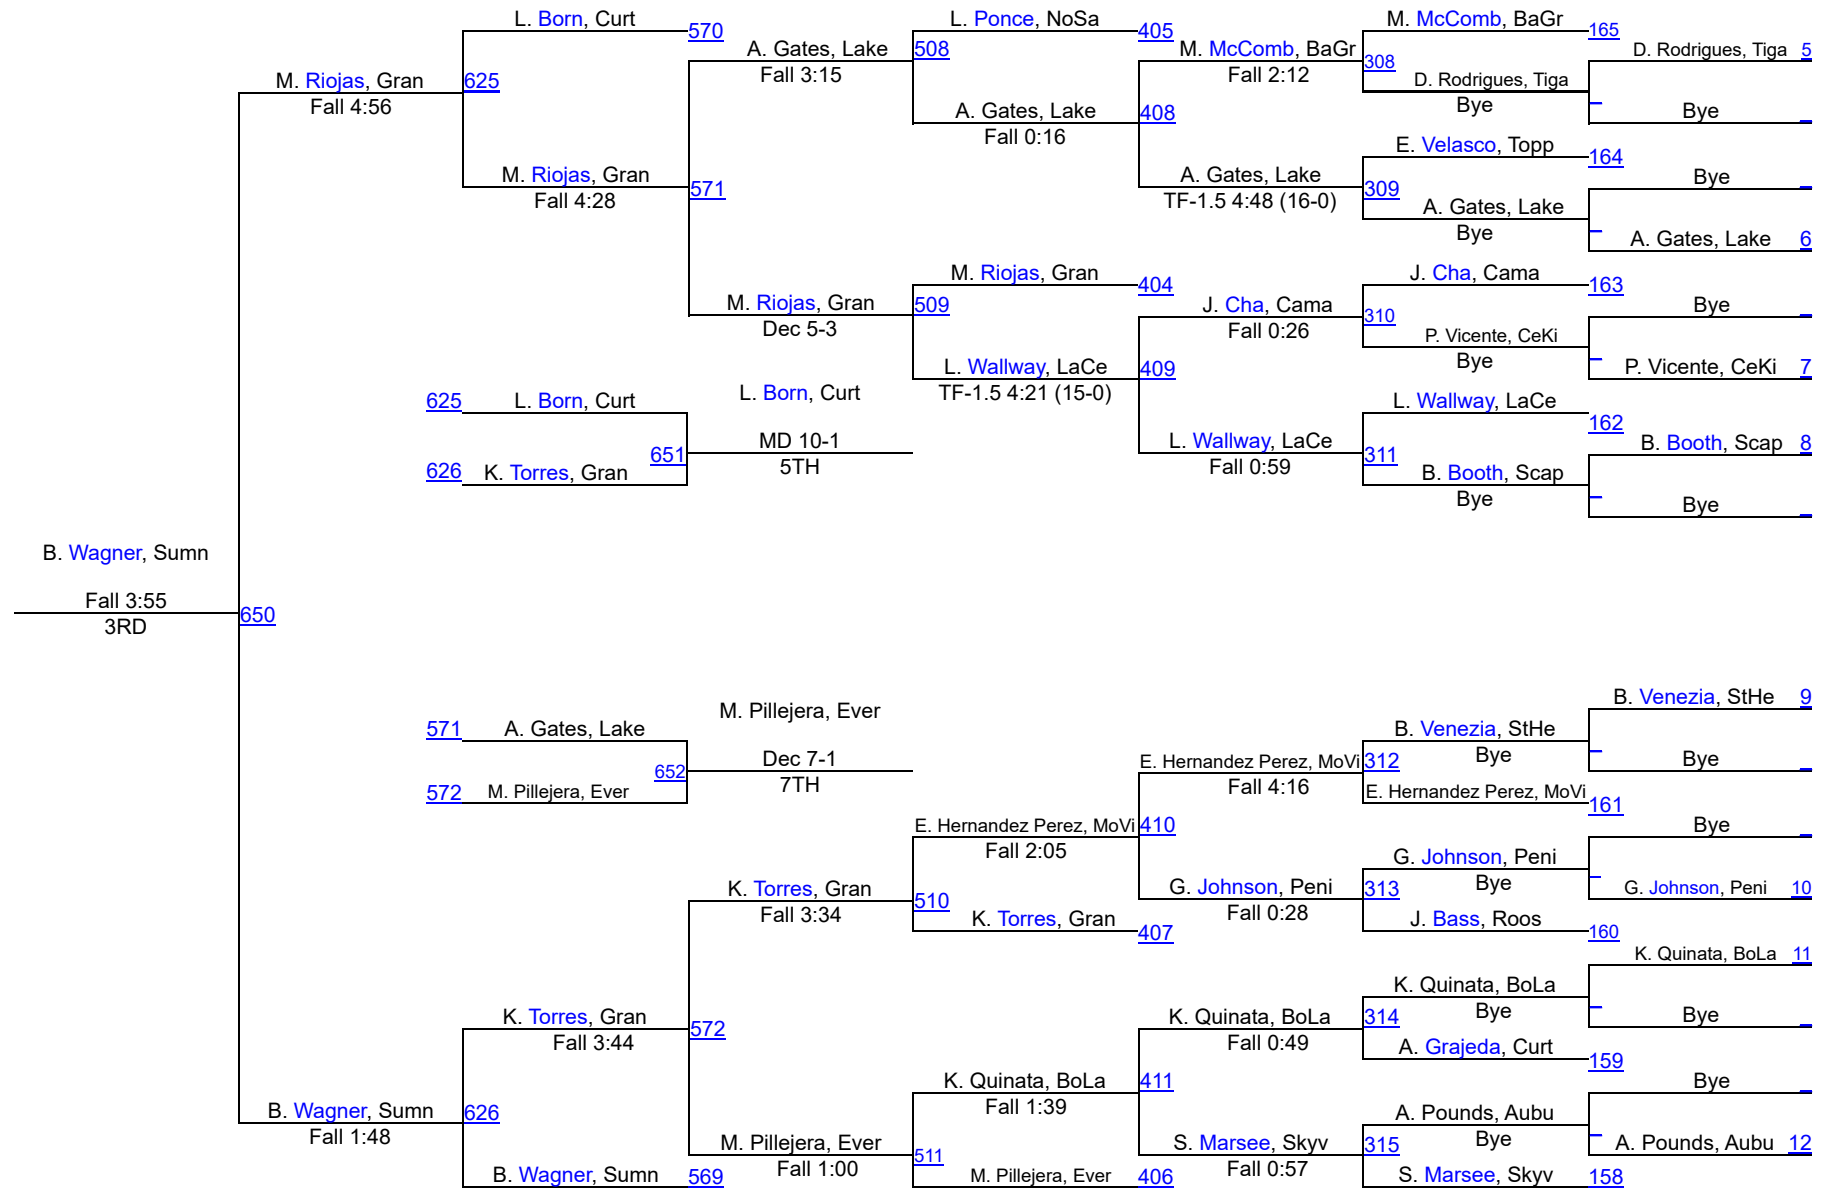 L. Born, Curt
570
L. Ponce, NoSa
405
M. McComb, BaGr
165
A. Gates, Lake
508
M. McComb, BaGr
308
D. Rodrigues, Tiga 5
M. Riojas, Gran
625
Fall 3:15
Fall 2:12
D. Rodrigues, Tiga
Fall 4:56
Bye
Bye
A. Gates, Lake
408
Fall 0:16
E. Velasco, Topp
164
M. Riojas, Gran
571
A. Gates, Lake
309
Bye
Fall 4:28
TF-1.5 4:48 (16-0)
A. Gates, Lake
Bye
A. Gates, Lake 6
M. Riojas, Gran
404
J. Cha, Cama
163
M. Riojas, Gran
509
J. Cha, Cama
310
Bye
Dec 5-3
Fall 0:26
P. Vicente, CeKi
Bye
L. Wallway, LaCe
409
P. Vicente, CeKi 7
TF-1.5 4:21 (15-0)
L. Born, Curt
625
L. Born, Curt
L. Wallway, LaCe
162
MD 10-1
651
5TH
L. Wallway, LaCe
311
B. Booth, Scap 8
626
K. Torres, Gran
Fall 0:59
B. Booth, Scap
Bye
Bye
B. Wagner, Sumn
Fall 3:55
650
3RD
B. Venezia, StHe 9
M. Pillejera, Ever
571
A. Gates, Lake
B. Venezia, StHe
Dec 7-1
652
7TH
E. Hernandez Perez, MoVi
312
Bye
Bye
572
M. Pillejera, Ever
Fall 4:16
E. Hernandez Perez, MoVi
161
E. Hernandez Perez, MoVi
410
Bye
Fall 2:05
G. Johnson, Peni
K. Torres, Gran
510
G. Johnson, Peni
313
Bye
G. Johnson, Peni 10
Fall 3:34
Fall 0:28
K. Torres, Gran
407
J. Bass, Roos
160
K. Quinata, BoLa 11
K. Quinata, BoLa
K. Torres, Gran
572
K. Quinata, BoLa
314
Bye
Bye
Fall 3:44
Fall 0:49
A. Grajeda, Curt
159
K. Quinata, BoLa
411
Bye
Fall 1:39
B. Wagner, Sumn
626
A. Pounds, Aubu
Fall 1:48
M. Pillejera, Ever
511
S. Marsee, Skyv
315
Bye
A. Pounds, Aubu 12
Fall 1:00
Fall 0:57
B. Wagner, Sumn
569
M. Pillejera, Ever
406
S. Marsee, Skyv
158